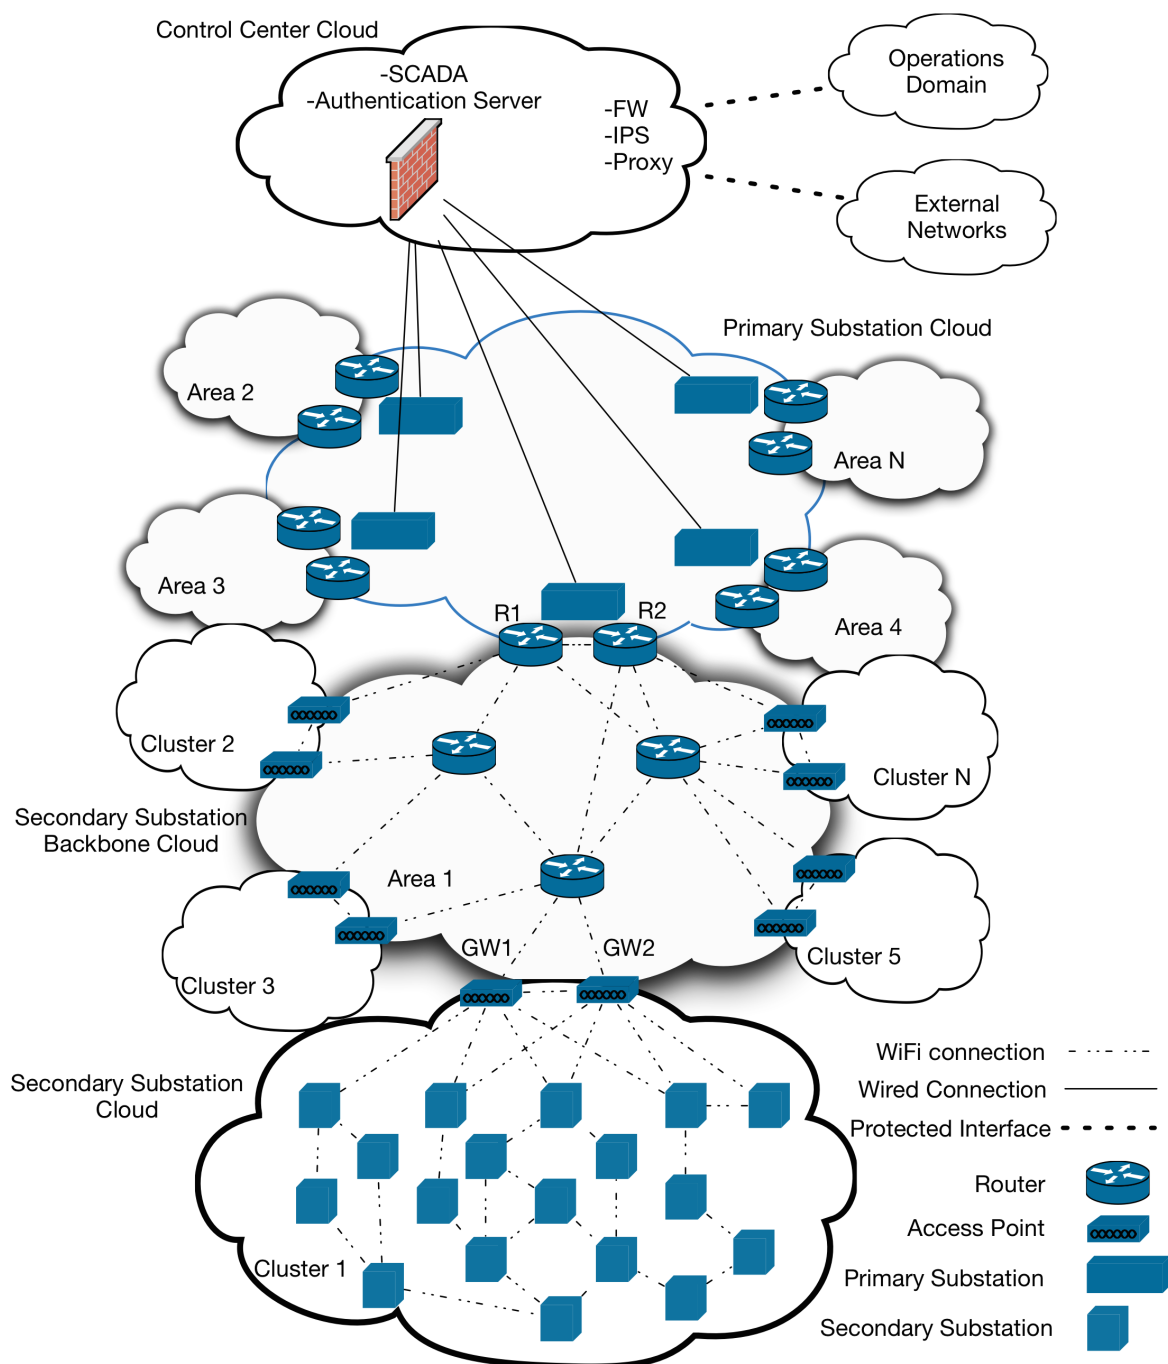 Control Center Cloud
-SCADA
-Authentication Server
-FW
-IPS
-Proxy
Operations
Domain
External
Networks
Primary Substation Cloud
Area 2
Area N
Area 3
Area 4
R1
R2
Cluster 2
Cluster N
Secondary Substation
Backbone Cloud
Area 1
GW1
GW2
Cluster 3
Cluster 5
Secondary Substation
Cloud
Cluster 1
WiFi connection
Wired Connection
Protected Interface
Router
Access Point
Primary Substation
Secondary Substation